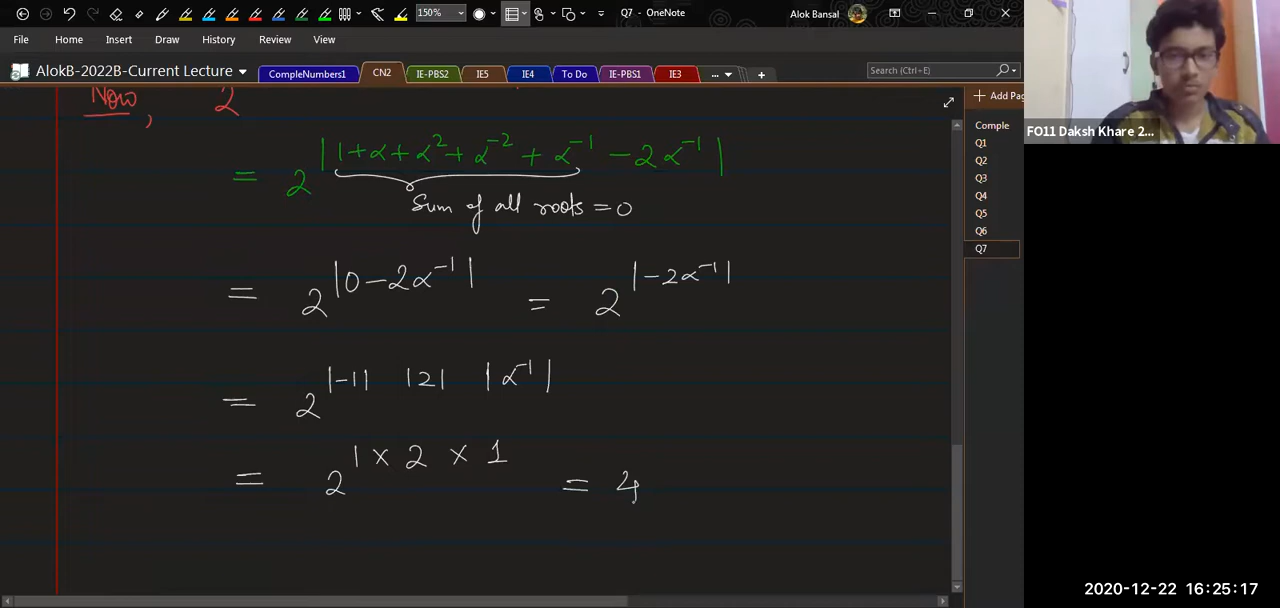 150% Q7 - OneNote Alok Bansal
File Home Insert Draw History Review View
AlokB-2022B-Current Lecture CompleNumbers1 CN2 IE-PBS2 IE5 IE4 To Do IE-PBS1 IE3 ... + Search (Ctrl+E)
+ Add Pag
Comple
Q1
Q2
Q3
Q4
Q5
Q6
Q7
FO11 Daksh Khare 2...
Now, 2
= 2^|1+α+α²+α⁻²+α⁻¹-2α⁻¹|
Sum of all roots = 0
= 2^|0-2α⁻¹| = 2^|-2α⁻¹|
= 2^|-1| |2| |α⁻¹|
= 2^1×2×1 = 4
2020-12-22 16:25:17